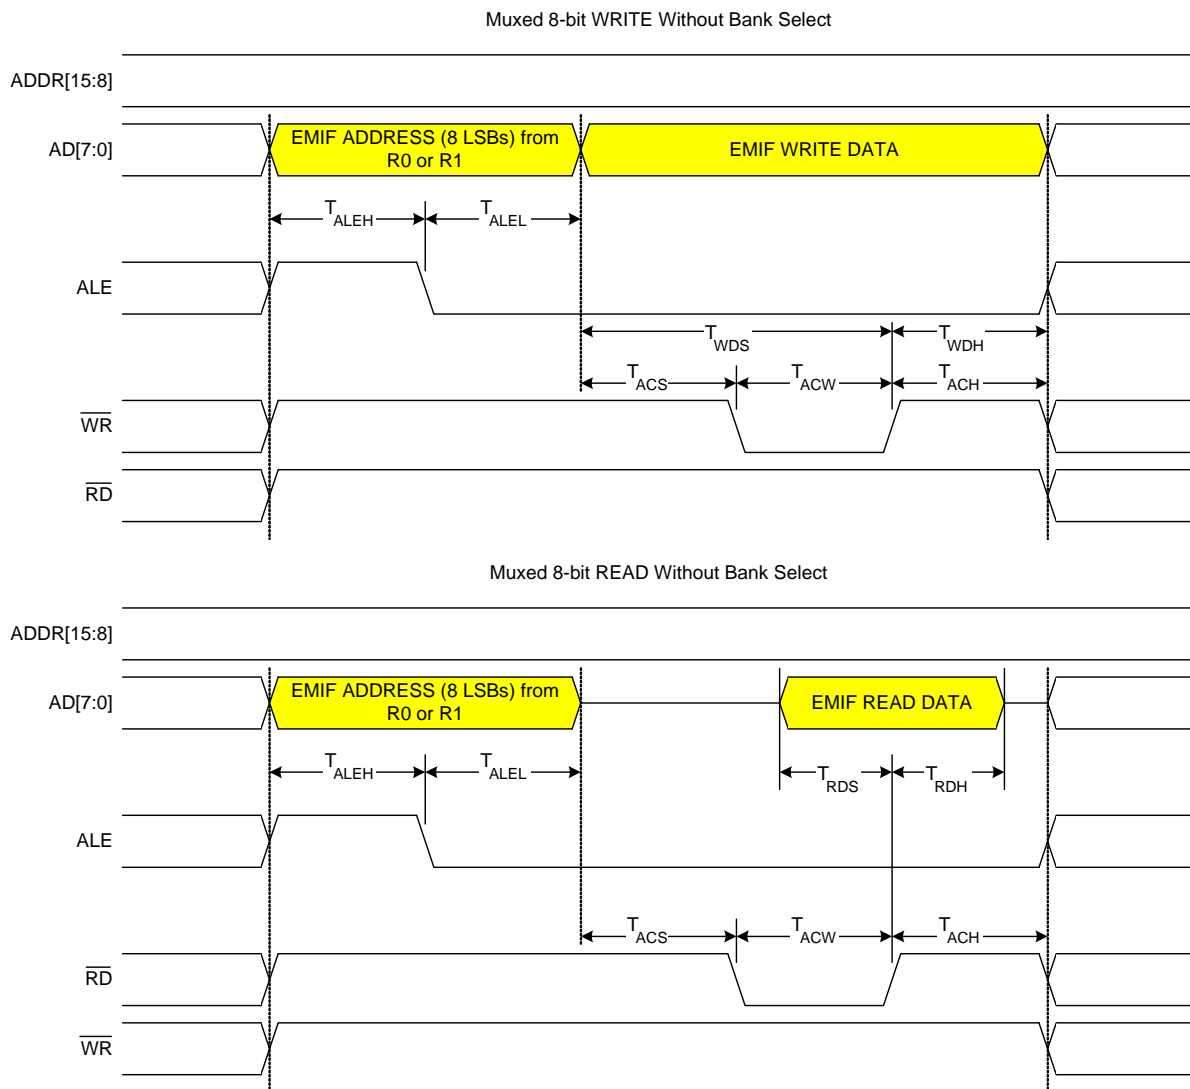 Muxed 8-bit WRITE Without Bank Select
ADDR[15:8]
AD[7:0]
EMIF ADDRESS (8 LSBs) from
R0 or R1
EMIF WRITE DATA
TALEH
TALEL
ALE
TWDS
TWDH
TACS
TACW
TACH
WR
RD
Muxed 8-bit READ Without Bank Select
ADDR[15:8]
AD[7:0]
EMIF ADDRESS (8 LSBs) from
R0 or R1
EMIF READ DATA
TALEH
TALEL
TRDS
TRDH
ALE
TACS
TACW
TACH
RD
WR